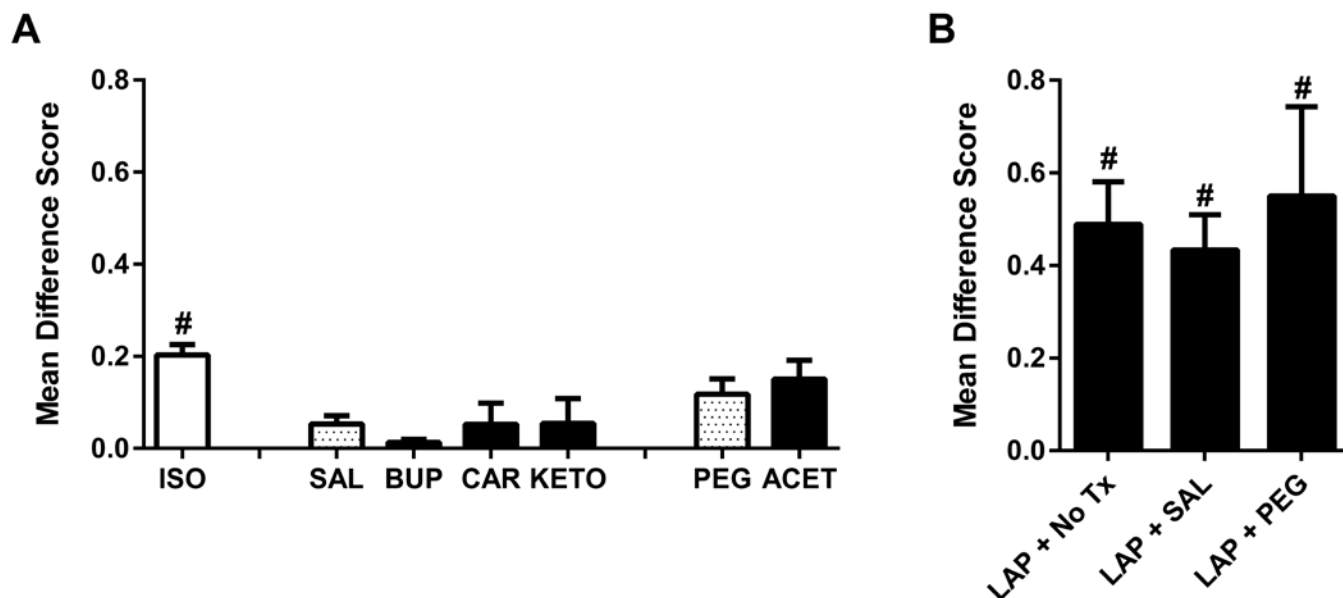 A
Mean Difference Score
0.8
0.6
0.4
0.2
0.0
#
ISO SAL BUP CAR KETO PEG ACET
B
Mean Difference Score
0.8
0.6
0.4
0.2
0.0
# # #
LAP + No Tx
LAP + SAL
LAP + PEG